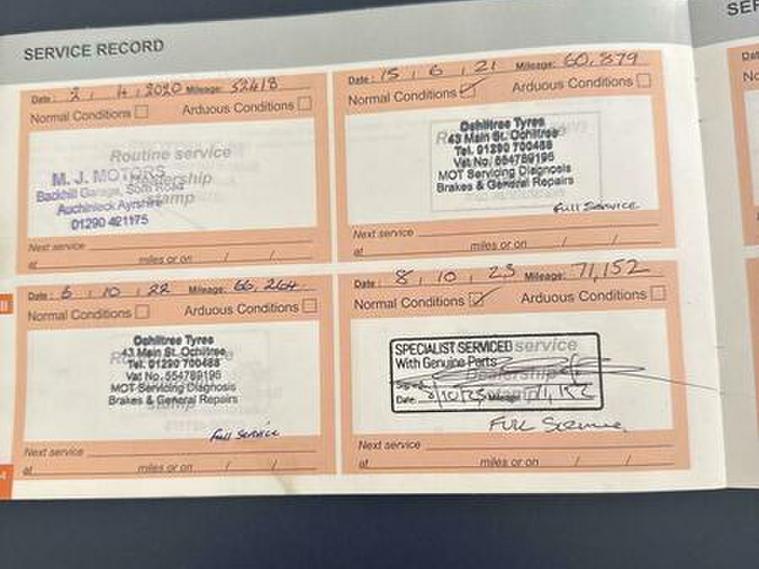 SERVICE RECORD
SER
Date: 2 / 4 / 2020 Mileage: 52418
Normal Conditions Arduous Conditions
Routine service
M. J. MOTORS
Backhill Garage, Sorn Road
Auchinleck Ayrshire
01290 421175
Next service
at miles or on / /
Date: 15 / 6 / 21 Mileage: 60,879
Normal Conditions Arduous Conditions
Ochiltree Tyres
43 Main St. Ochiltree
Tel. 01290 700488
Vat No. 554789195
MOT Servicing Diagnosis
Brakes & General Repairs
Full Service
Next service
at miles or on / /
Date: 6 / 10 / 22 Mileage: 66,264
Normal Conditions Arduous Conditions
Ochiltree Tyres
43 Main St. Ochiltree
Tel. 01290 700488
Vat No. 554789195
MOT Servicing Diagnosis
Brakes & General Repairs
stamp
Full Service
Next service
at miles or on / /
Date: 8 / 10 / 23 Mileage: 71,152
Normal Conditions Arduous Conditions
SPECIALIST SERVICED service
With Genuine Parts
Date: 8/10/23 Mileage 71,152
Full Service
Next service
at miles or on / /